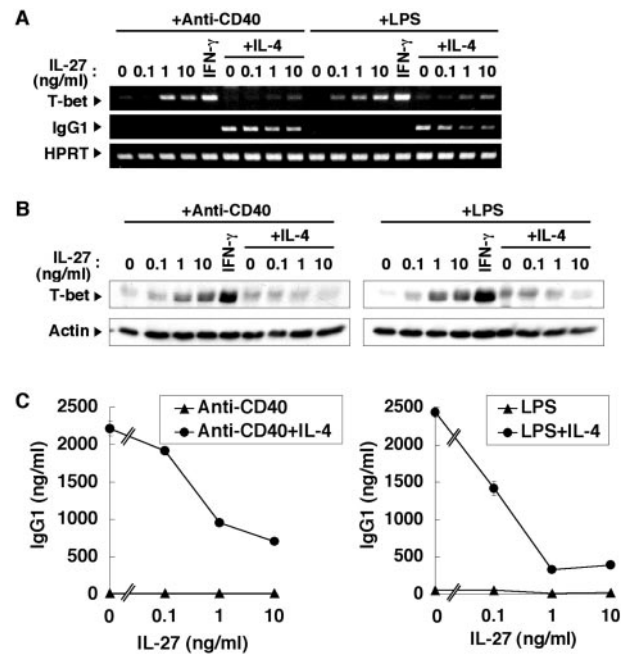 A
+Anti-CD40 +LPS
+IL-4 +IL-4
IL-27 : (ng/ml) 0 0.1 1 10 IFN-γ 0 0.1 1 10 0 0.1 1 10 IFN-γ 0 0.1 1 10
T-bet
IgG1
HPRT
B
+Anti-CD40 +LPS
+IL-4 +IL-4
IL-27 : (ng/ml) 0 0.1 1 10 IFN-γ 0 0.1 1 10 0 0.1 1 10 IFN-γ 0 0.1 1 10
T-bet
Actin
C
Anti-CD40
Anti-CD40+IL-4
IgG1 (ng/ml)
2500
2000
1500
1000
500
0
0 0.1 1 10
IL-27 (ng/ml)
LPS
LPS+IL-4
IgG1 (ng/ml)
2500
2000
1500
1000
500
0
0 0.1 1 10
IL-27 (ng/ml)